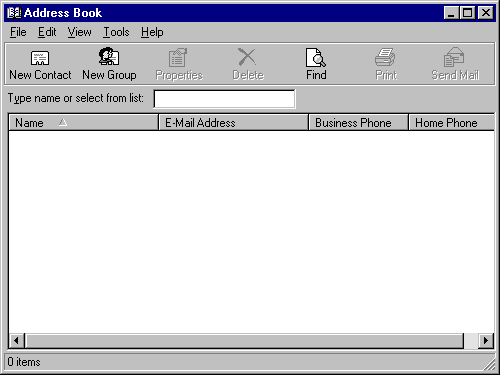 Address Book
File Edit View Tools Help
New Contact New Group Properties Delete Find Print Send Mail
Type name or select from list:
Name E-Mail Address Business Phone Home Phone
0 items